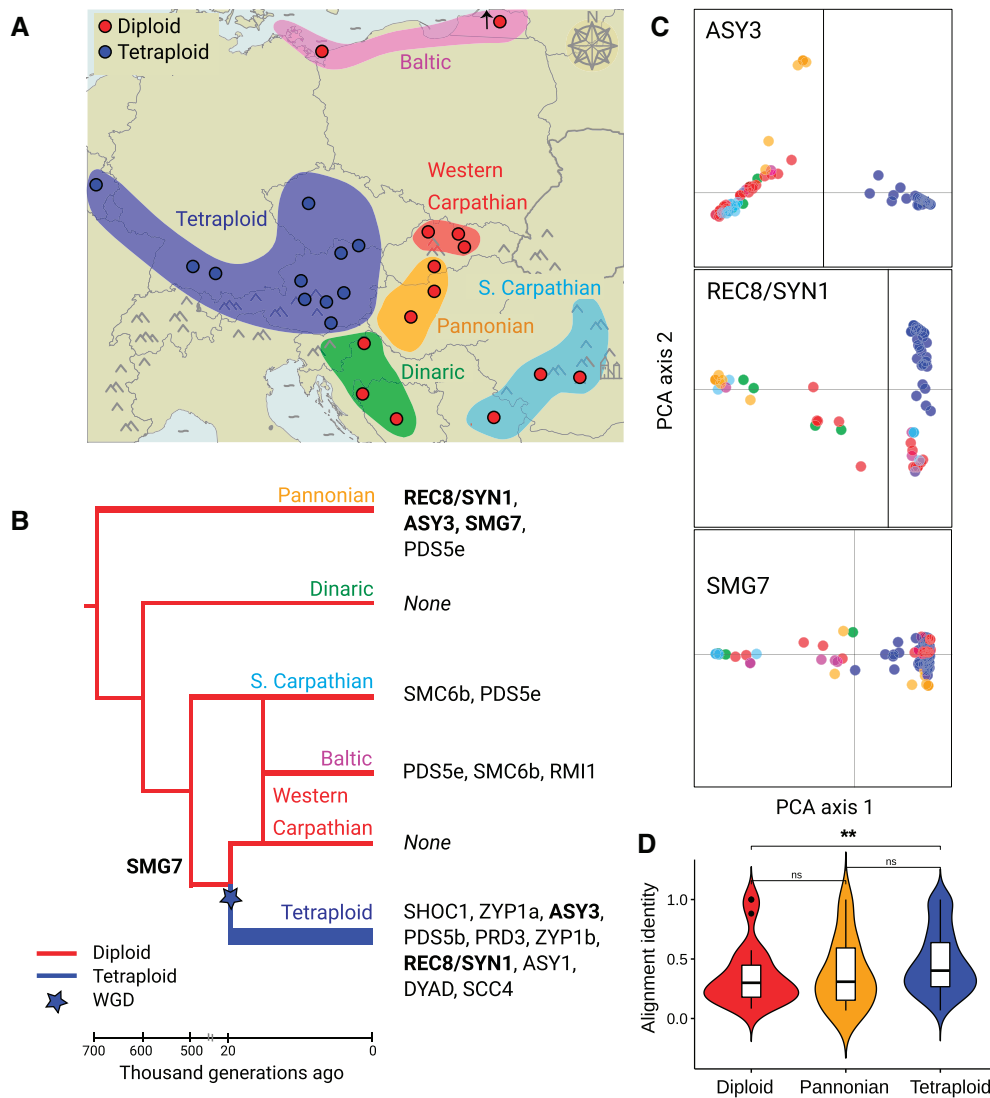 A
Diploid
Tetraploid
N
Baltic
Western
Carpathian
Tetraploid
S. Carpathian
Pannonian
Dinaric
B
Pannonian
REC8/SYN1,
ASY3, SMG7,
PDS5e
Dinaric
None
S. Carpathian
SMC6b, PDS5e
Baltic
PDS5e, SMC6b, RMI1
Western
Carpathian
None
SMG7
Tetraploid
SHOC1, ZYP1a, ASY3,
PDS5b, PRD3, ZYP1b,
REC8/SYN1, ASY1,
DYAD, SCC4
Diploid
Tetraploid
WGD
700 600 500 20 0
Thousand generations ago
C
ASY3
REC8/SYN1
SMG7
PCA axis 2
PCA axis 1
D
**
ns
ns
1.0
0.5
0.0
Alignment identity
Diploid Pannonian Tetraploid